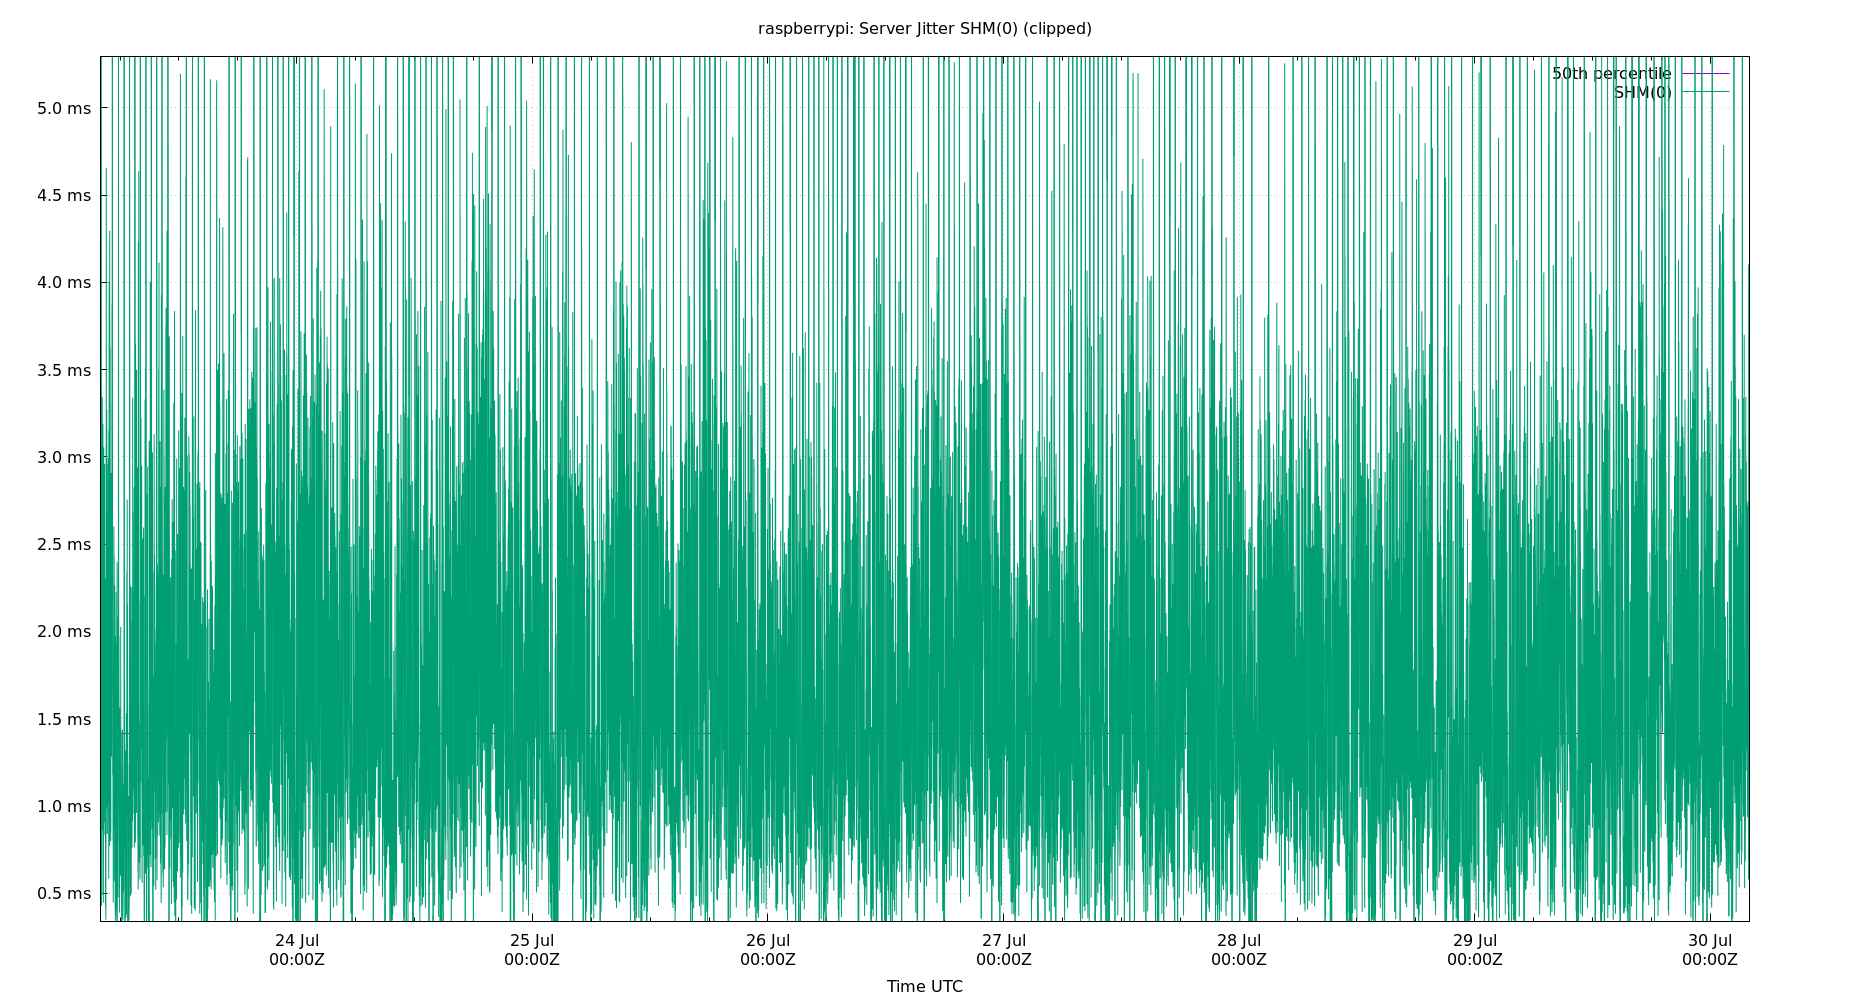 raspberrypi: Server Jitter SHM(0) (clipped)
50th percentile
SHM(0)
5.0 ms
4.5 ms
4.0 ms
3.5 ms
3.0 ms
2.5 ms
2.0 ms
1.5 ms
1.0 ms
0.5 ms
24 Jul 25 Jul 26 Jul 27 Jul 28 Jul 29 Jul 30 Jul
00:00Z 00:00Z 00:00Z 00:00Z 00:00Z 00:00Z 00:00Z
Time UTC